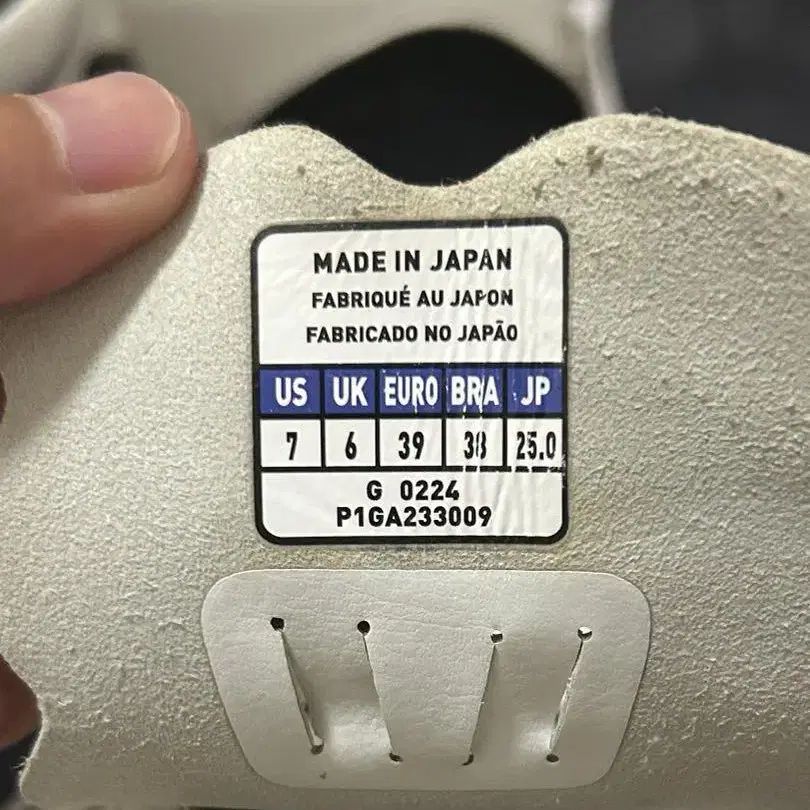 MADE IN JAPAN
FABRIQUÉ AU JAPON
FABRICADO NO JAPÃO
US UK EURO BRA JP
7 6 39 38 25.0
G 0224
P1GA233009